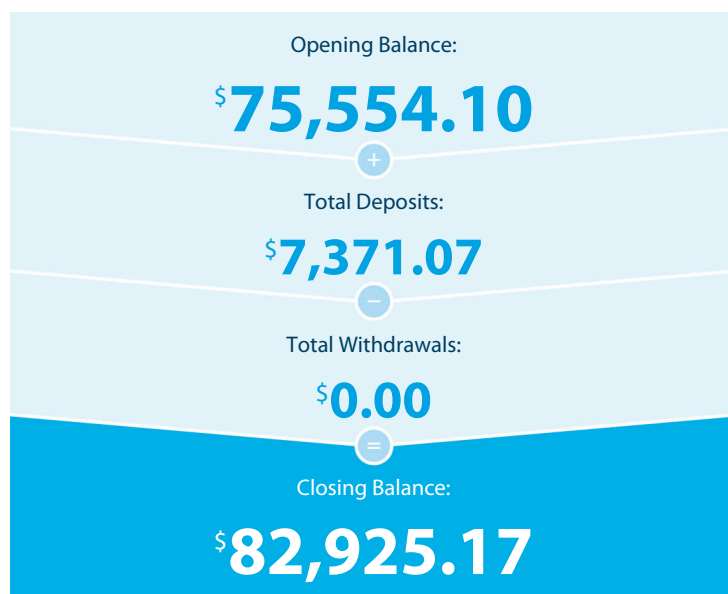 Opening Balance:
$75,554.10
+
Total Deposits:
$7,371.07
−
Total Withdrawals:
$0.00
=
Closing Balance:
$82,925.17